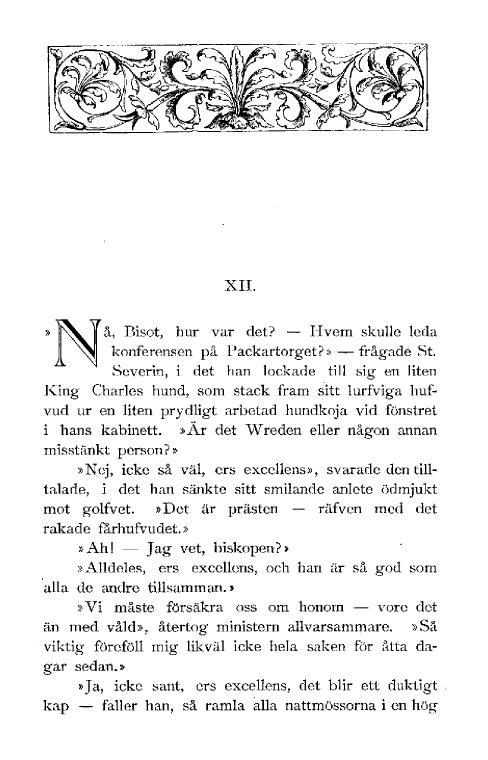 XII.
»Nå, Bisot, hur var det? — Hvem skulle leda
konferensen på Packartorget?» — frågade St.
Severin, i det han lockade till sig en liten
King Charles hund, som stack fram sitt lurfviga huf-
vud ur en liten prydligt arbetad hundkoja vid fönstret
i hans kabinett. »Är det Wreden eller någon annan
misstänkt person?»
»Nej, icke så väl, ers excellens», svarade den till-
talade, i det han sänkte sitt smilande anlete ödmjukt
mot golfvet. »Det är prästen — räfven med det
rakade fårhufvudet.»
»Ah! — Jag vet, biskopen?»
»Alldeles, ers excellens, och han är så god som
alla de andre tillsamman.»
»Vi måste försäkra oss om honom — vore det
än med våld», återtog ministern allvarsammare. »Så
viktig föreföll mig likväl icke hela saken för åtta da-
gar sedan.»
»Ja, icke sant, ers excellens, det blir ett duktigt
kap — faller han, så ramla alla nattmössorna i en hög